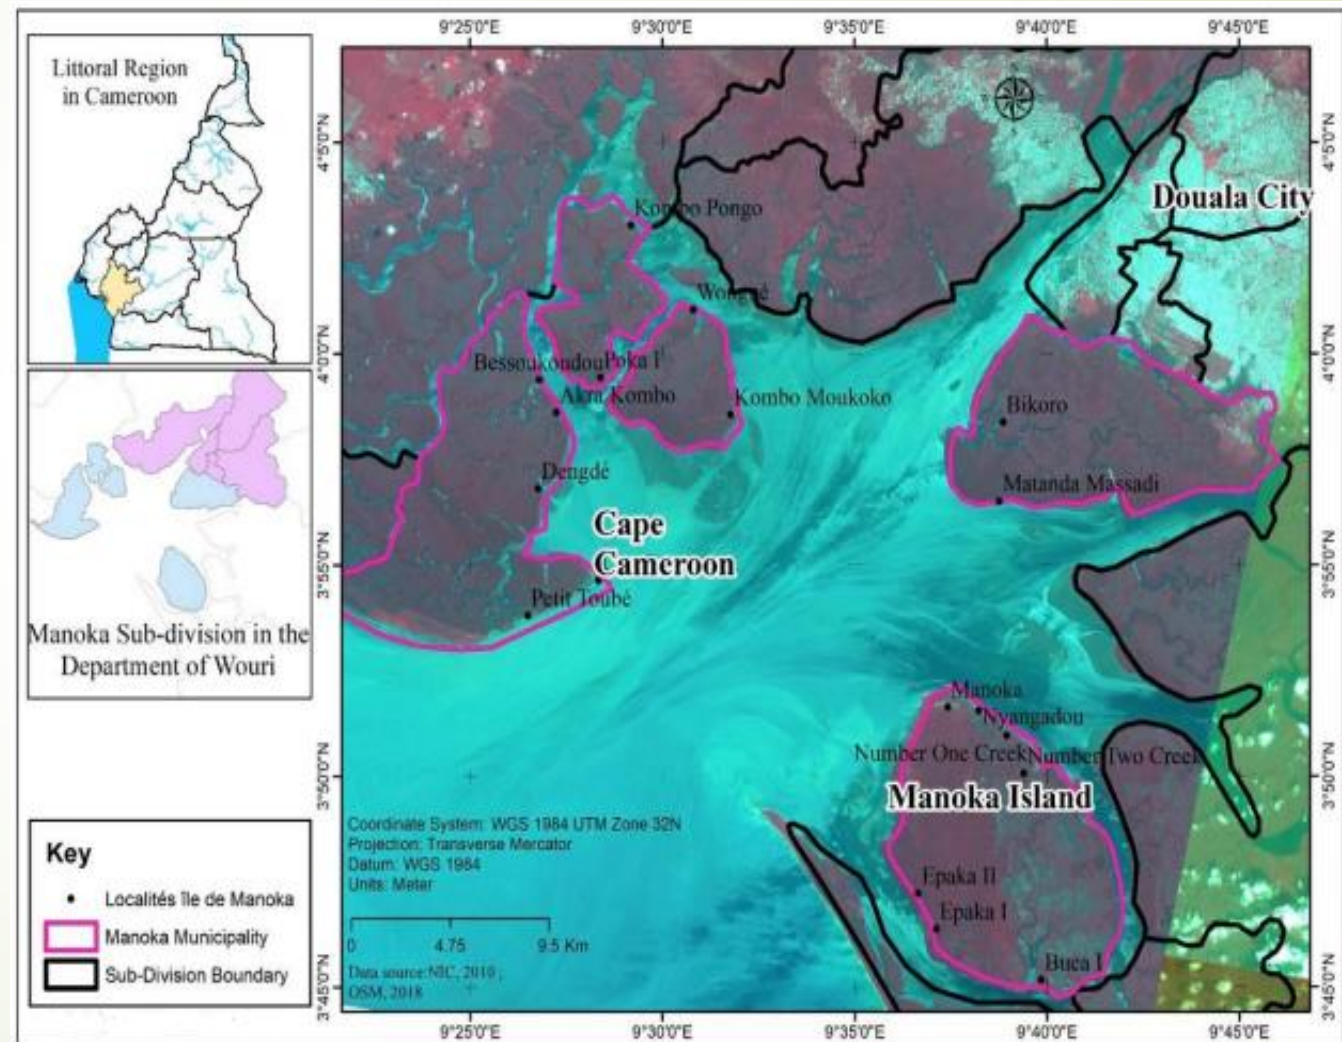 Littoral Region
in Cameroon
Manoka Sub-division in the
Department of Wouri
Key
Localités île de Manoka
Manoka Municipality
Sub-Division Boundary
9°25'0"E 9°30'0"E 9°35'0"E 9°40'0"E 9°45'0"E
4°5'0"N
4°0'0"N
3°55'0"N
3°50'0"N
3°45'0"N
Douala City
Kombo Pongo
Bessoukoudou Poka I
Akra Kombo
Kombo Moukoko
Bikoro
Dengdé
Matanda Massadi
Cape
Cameroon
Petit Toubé
Manoka
Nyangadou
Number One Creek Number Two Creek
Manoka Island
Epaka II
Epaka I
Buea I
Coordinate System: WGS 1984 UTM Zone 32N
Projection: Transverse Mercator
Datum: WGS 1984
Units: Meter
0 4.75 9.5 Km
Data source:NIC, 2010 ;
OSM, 2018
4°5'0"N
4°0'0"N
3°55'0"N
3°50'0"N
3°45'0"N
9°25'0"E 9°30'0"E 9°35'0"E 9°40'0"E 9°45'0"E